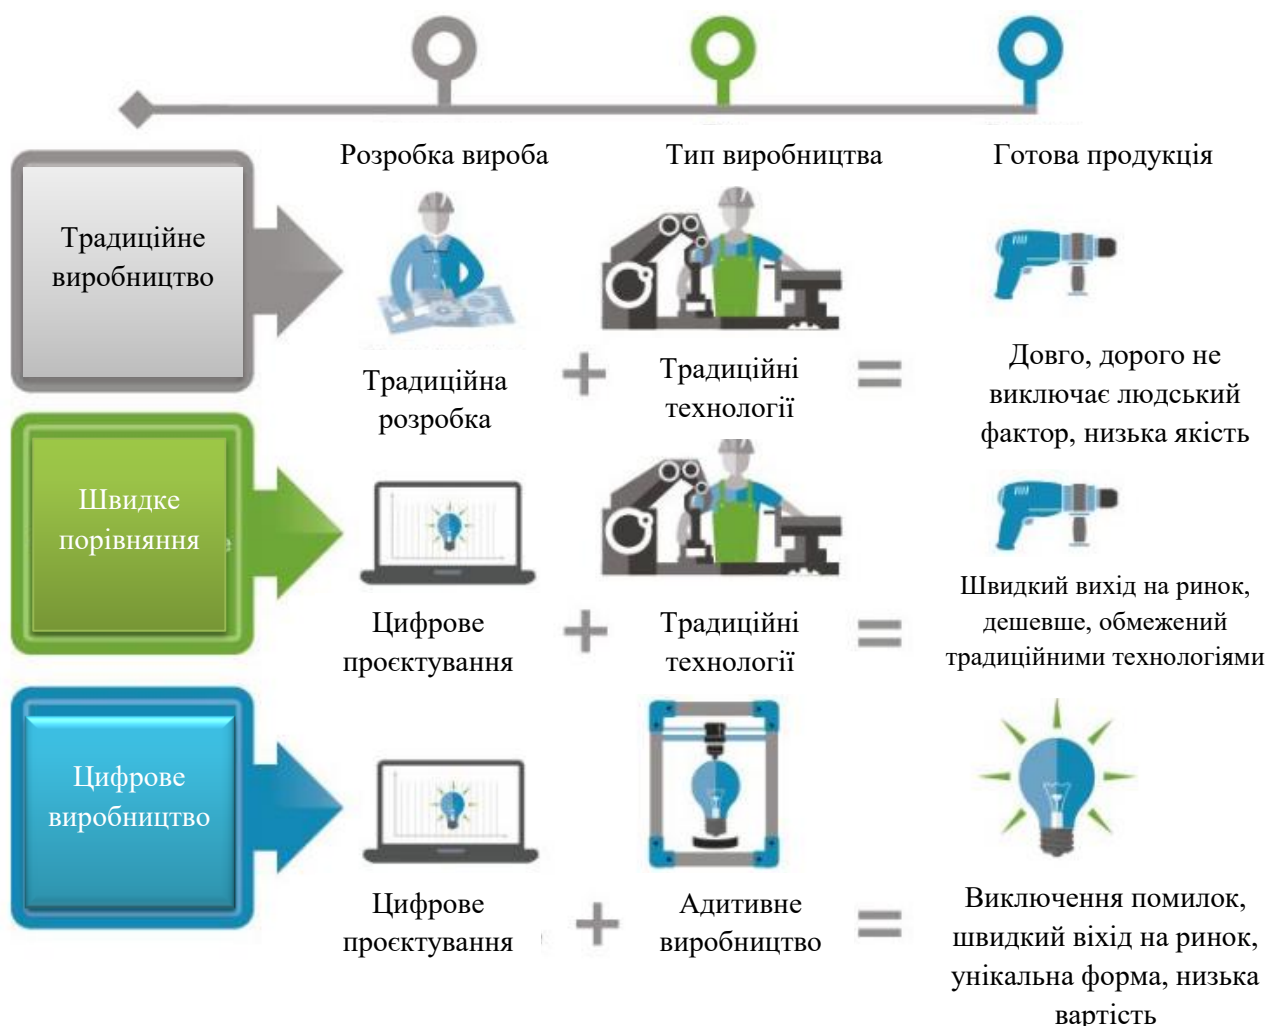 Розробка вироба
Тип виробництва
Готова продукція
Традиційне
виробництво
Традиційна
розробка
Традиційні
технології
Довго, дорого не
виключає людський
фактор, низька якість
Швидке
порівняння
Цифрове
проєктування
Традиційні
технології
Швидкий вихід на ринок,
дешевше, обмежений
традиційними технологіями
Цифрове
виробництво
Цифрове
проєктування
Адитивне
виробництво
Виключення помилок,
швидкий віхід на ринок,
унікальна форма, низька
вартість